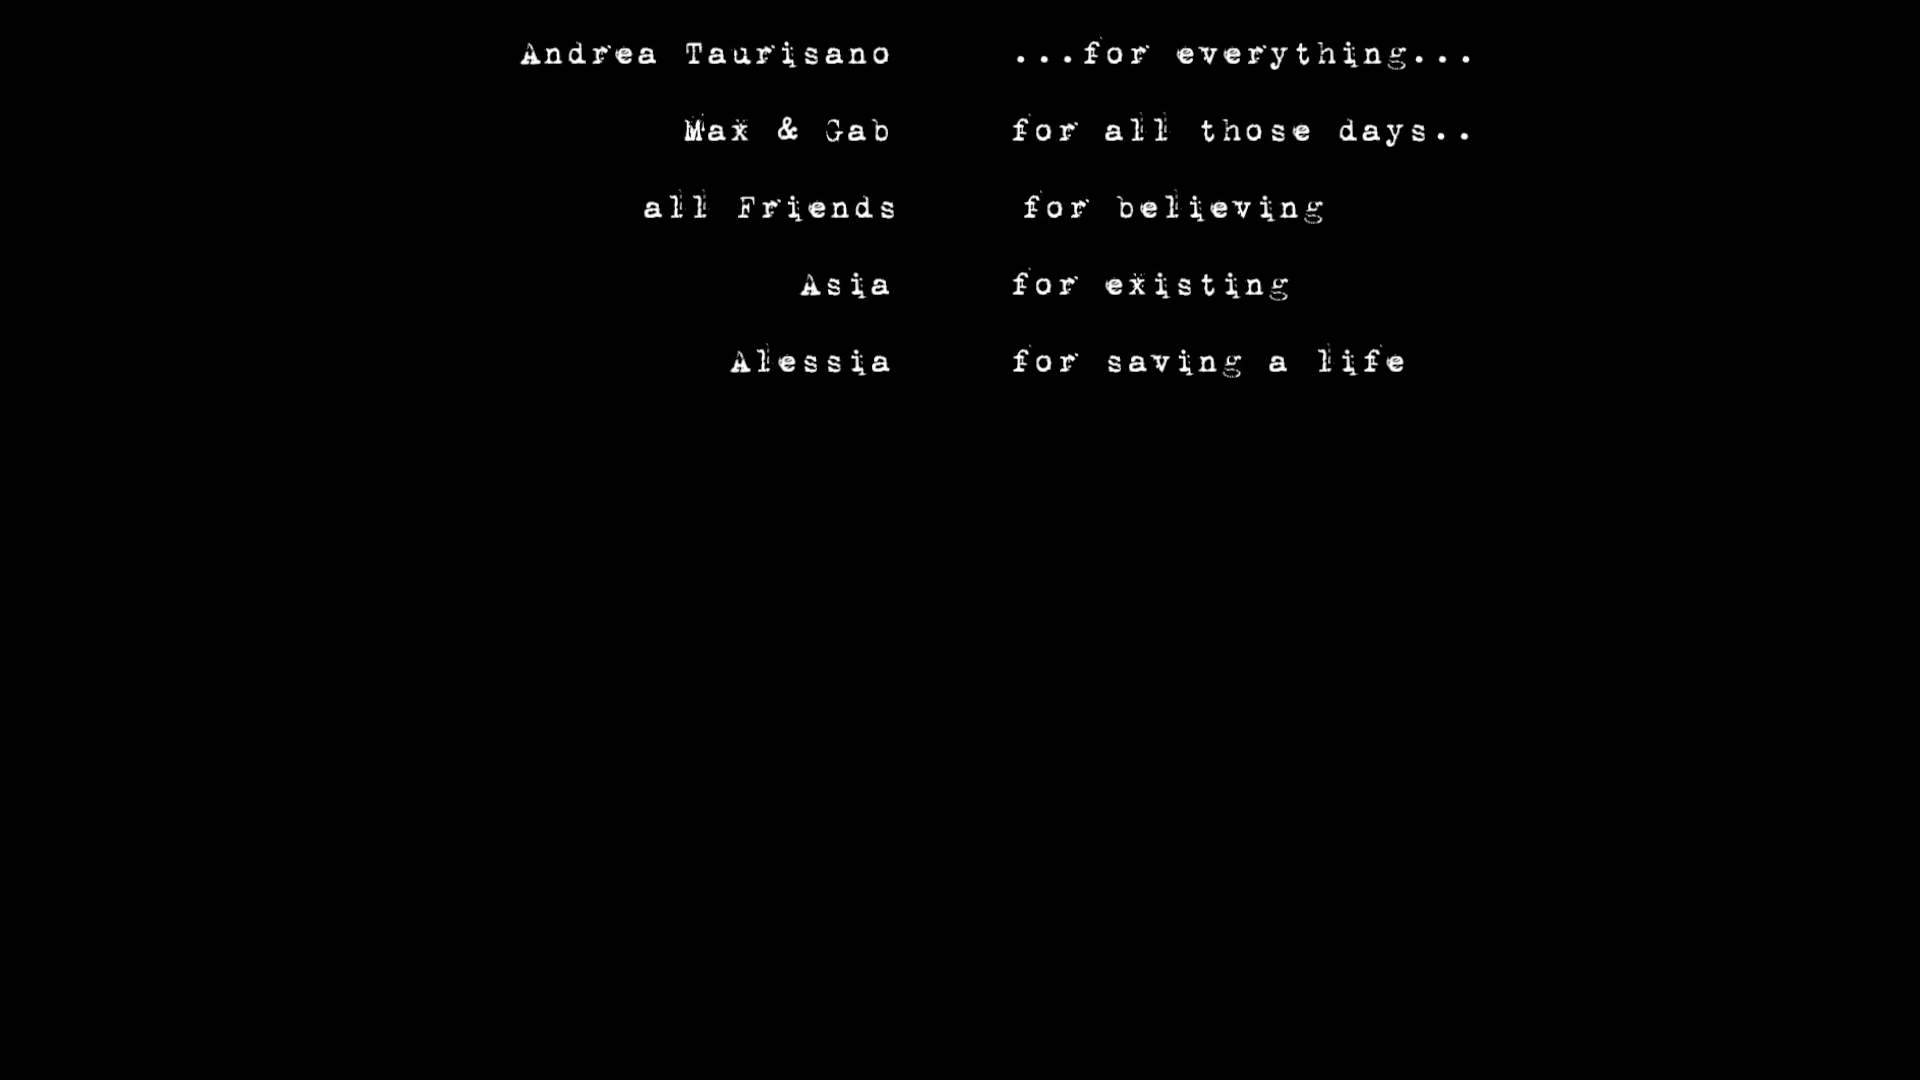 Andrea Taurisano ...for everything...
Max & Gab for all those days..
all Friends for believing
Asia for existing
Alessia for saving a life